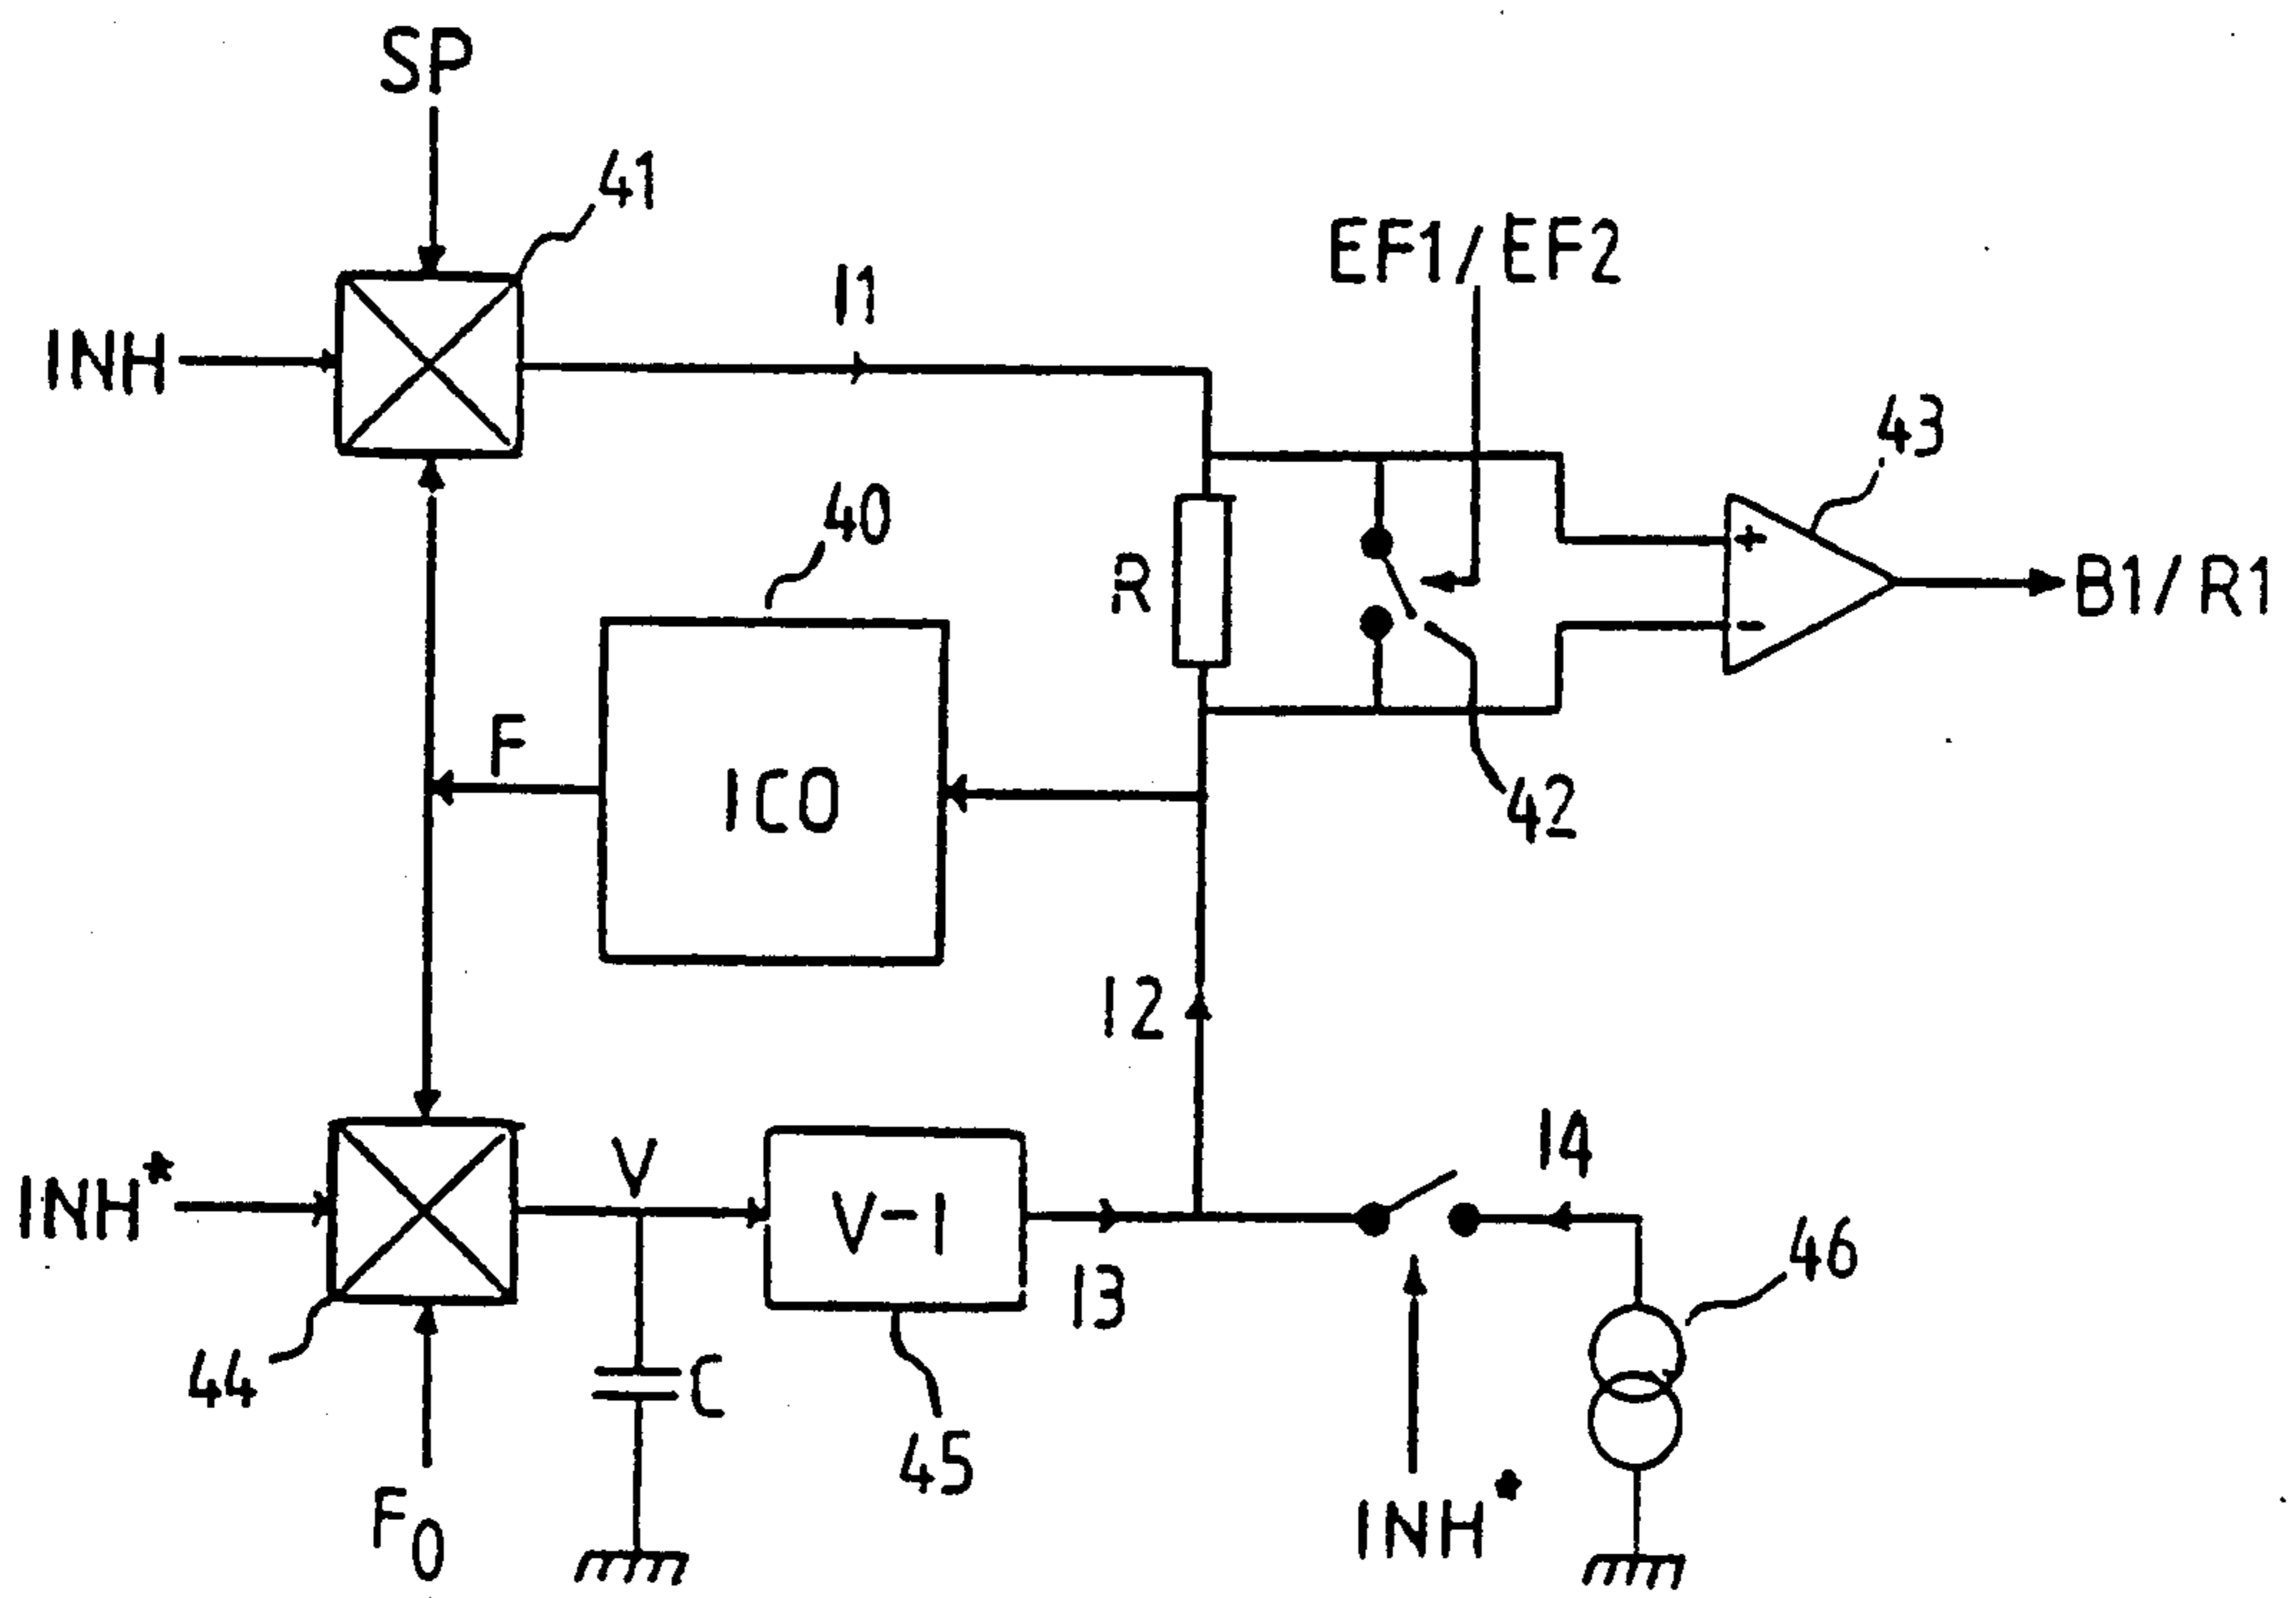 SP
41
INH
I1
EF1/EF2
43
40
R
+
-
B1/R1
F
ICO
42
I2
INH*
V
V-I
I4
46
I3
44
C
45
F0
INH*